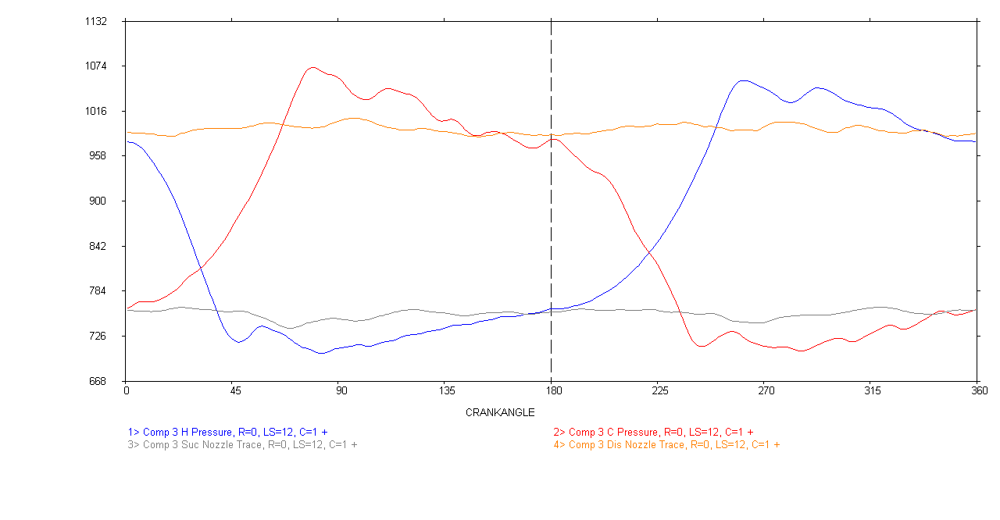 1132
1074
1016
958
900
842
784
726
668
0 45 90 135 180 225 270 315 360
CRANKANGLE
1> Comp 3 H Pressure, R=0, LS=12, C=1 + 2> Comp 3 C Pressure, R=0, LS=12, C=1 +
3> Comp 3 Suc Nozzle Trace, R=0, LS=12, C=1 + 4> Comp 3 Dis Nozzle Trace, R=0, LS=12, C=1 +